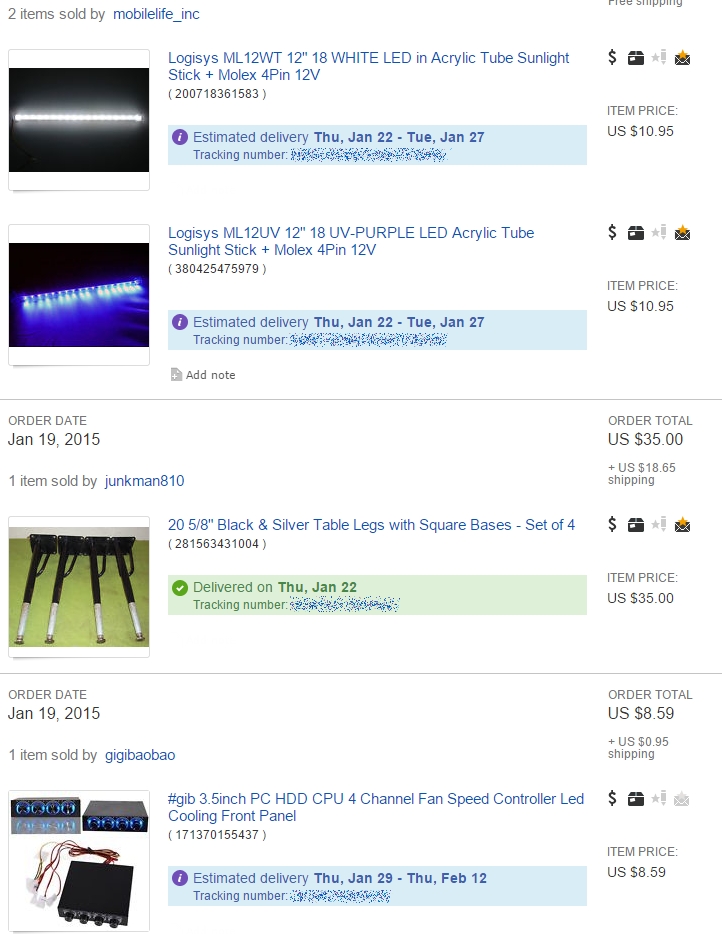 Free shipping
2 items sold by mobilelife_inc
Logisys ML12WT 12" 18 WHITE LED in Acrylic Tube Sunlight
Stick + Molex 4Pin 12V
( 200718361583 )
Estimated delivery Thu, Jan 22 - Tue, Jan 27
Tracking number:
$
ITEM PRICE:
US $10.95
Logisys ML12UV 12" 18 UV-PURPLE LED Acrylic Tube
Sunlight Stick + Molex 4Pin 12V
( 380425475979 )
Estimated delivery Thu, Jan 22 - Tue, Jan 27
Tracking number:
Add note
$
ITEM PRICE:
US $10.95
ORDER DATE
Jan 19, 2015
ORDER TOTAL
US $35.00
+ US $18.65
shipping
1 item sold by junkman810
20 5/8" Black & Silver Table Legs with Square Bases - Set of 4
( 281563431004 )
Delivered on Thu, Jan 22
Tracking number:
$
ITEM PRICE:
US $35.00
ORDER DATE
Jan 19, 2015
ORDER TOTAL
US $8.59
+ US $0.95
shipping
1 item sold by gigibaobao
#gib 3.5inch PC HDD CPU 4 Channel Fan Speed Controller Led
Cooling Front Panel
( 171370155437 )
Estimated delivery Thu, Jan 29 - Thu, Feb 12
Tracking number:
$
ITEM PRICE:
US $8.59